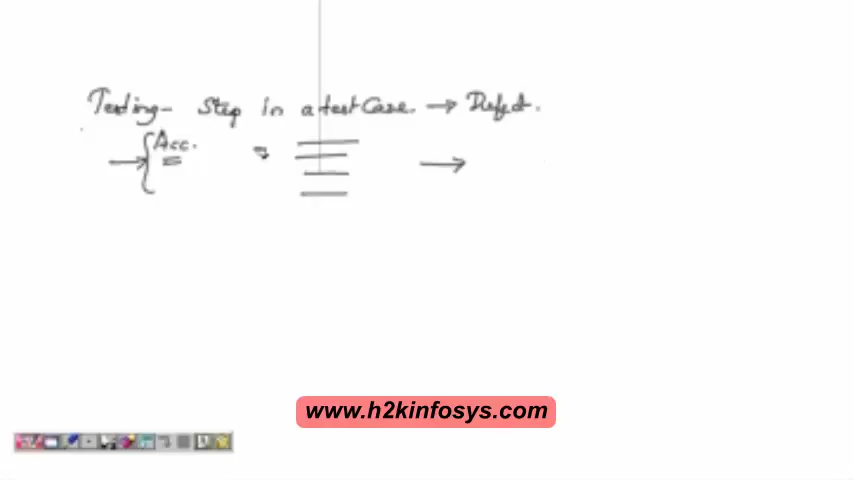 Testing - Step in a test Case. → Defect.
→ { Acc.
www.h2kinfosys.com